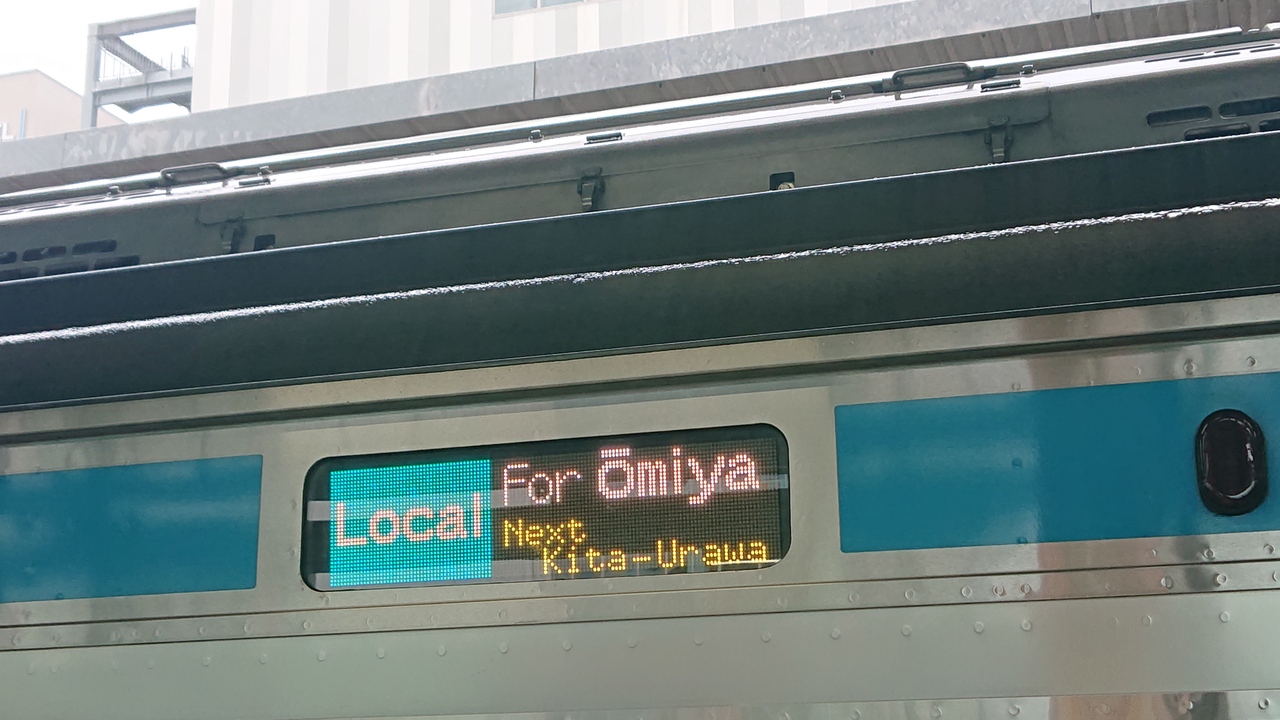 Local
For Ōmiya
Next
Kita-Urawa